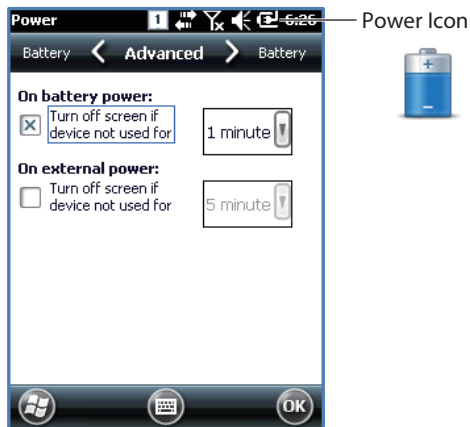 Power 1 6:26
Power Icon
Battery Advanced Battery
On battery power:
Turn off screen if
device not used for
1 minute
On external power:
Turn off screen if
device not used for
5 minute
OK